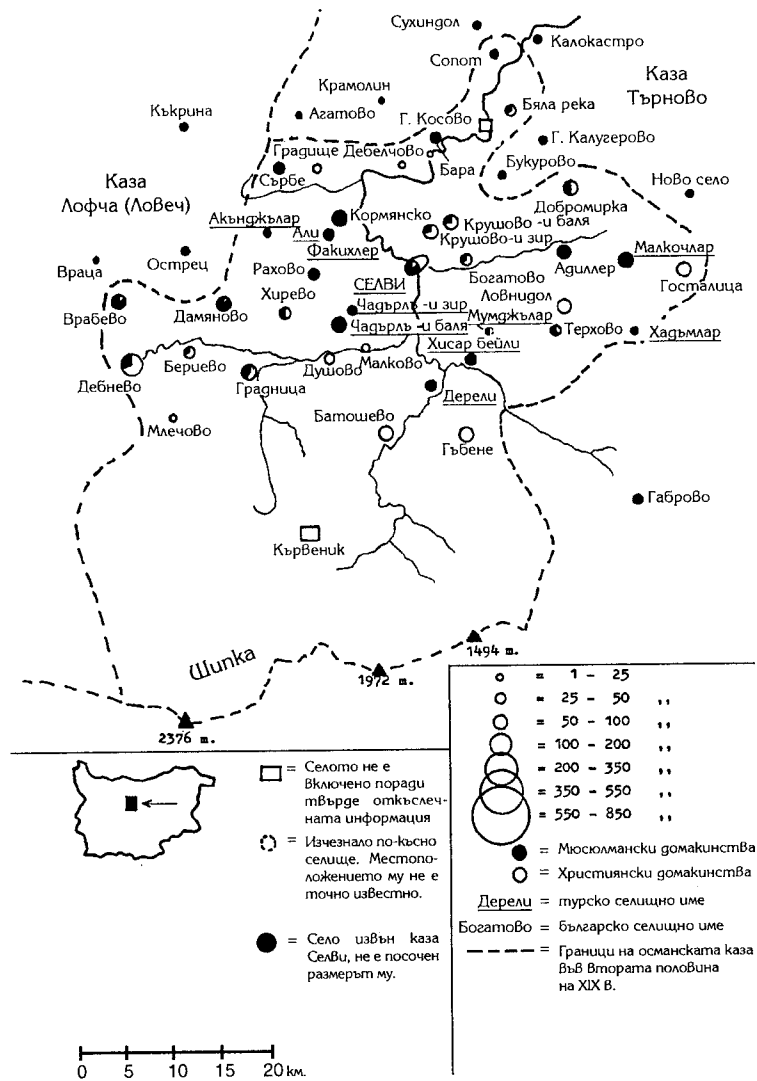 Сухиндол
Калокастро
Сопот
Каза
Търново
Крамолин
Агатово
Къкрина
Бяла река
Г. Косово
Г. Калугерово
Градище
Дебелчово
Бара
Букурово
Сърбе
Ново село
Каза
Лофча (Ловеч)
Добромирка
Акънджълар
Кормянско
Али
Крушово -и баля
Крушово-и зир
Факихлер
Малкочлар
Враца
Острец
Рахово
СЕЛВИ
Богатово
Адиллер
Госталица
Хирево
Чадърлъ -и зир
Ловнидол
Врабево
Дамяново
Чадърлъ -и баля
Мумджълар
Терхово
Хадъмлар
Хисар бейли
Дебнево
Бериево
Градница
Душово
Малково
Дерели
Млечово
Батошево
Гъбене
Габрово
Кървеник
Шипка
1494 m.
1972 m.
2376 m.
= 1 - 25
= 25 - 50 ,,
= 50 - 100 ,,
= 100 - 200 ,,
= 200 - 350 ,,
= 350 - 550 ,,
= 550 - 850 ,,
= Мюсюлмански домакинства
= Християнски домакинства
Дерели = турско селищно име
Богатово = българско селищно име
= Граници на османската каза
във втората половина
на XIX в.
= Селото не е
включено поради
твърде откъслеч-
ната информация
= Изчезнало по-късно
селище. Местопо-
ложението му не е
точно известно.
= Село извън каза
Селви, не е посочен
размерът му.
0 5 10 15 20 км.